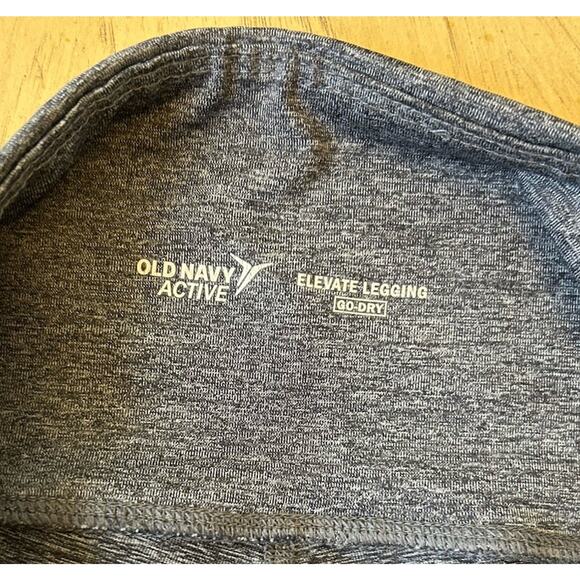 OLD NAVY
ACTIVE
ELEVATE LEGGING
GO-DRY